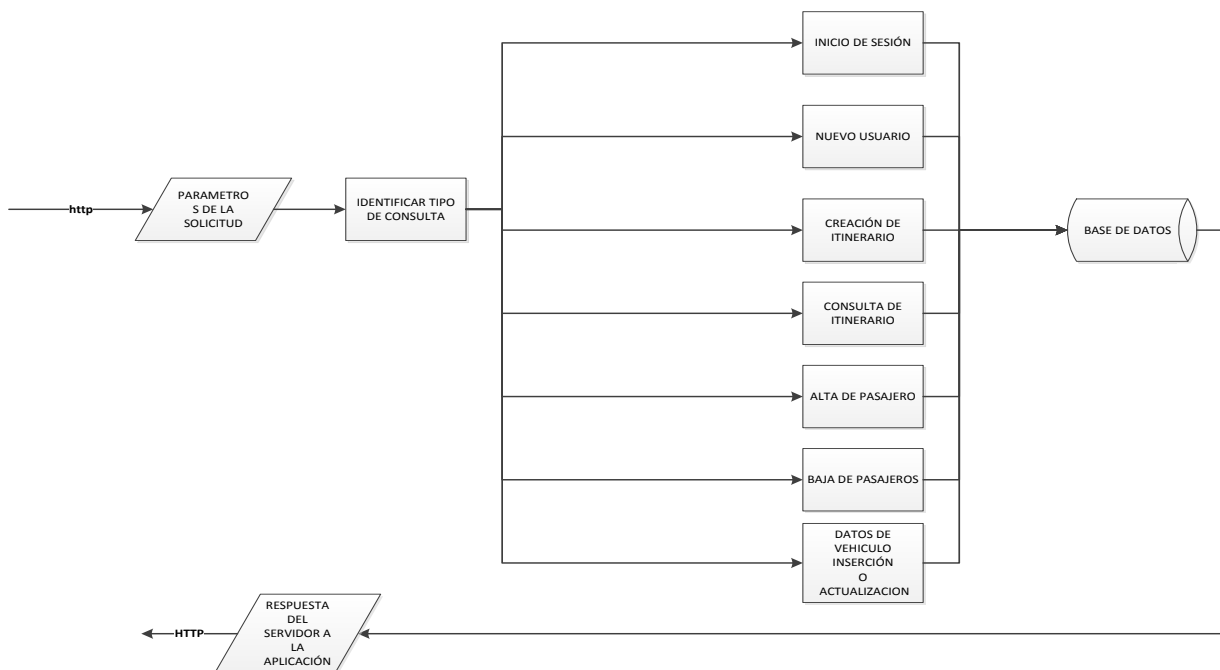 INICIO DE SESIÓN
NUEVO USUARIO
http
PARAMETRO
S DE LA
SOLICITUD
IDENTIFICAR TIPO
DE CONSULTA
CREACIÓN DE
ITINERARIO
BASE DE DATOS
CONSULTA DE
ITINERARIO
ALTA DE PASAJERO
BAJA DE PASAJEROS
DATOS DE
VEHICULO
INSERCIÓN
O
ACTUALIZACION
HTTP
RESPUESTA
DEL
SERVIDOR A
LA
APLICACIÓN